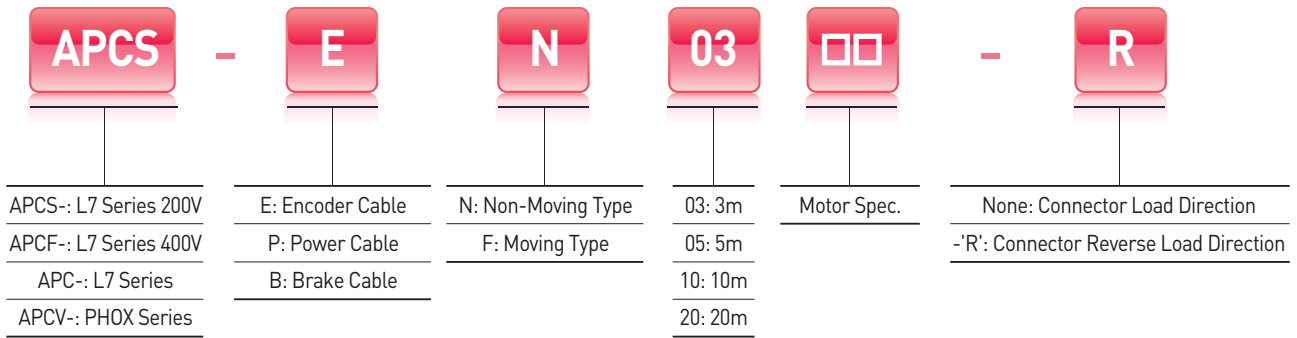 APCS - E N 03 □□ - R
APCS-: L7 Series 200V
APCF-: L7 Series 400V
APC-: L7 Series
APCV-: PHOX Series
E: Encoder Cable
P: Power Cable
B: Brake Cable
N: Non-Moving Type
F: Moving Type
03: 3m
05: 5m
10: 10m
20: 20m
Motor Spec.
None: Connector Load Direction
-'R': Connector Reverse Load Direction